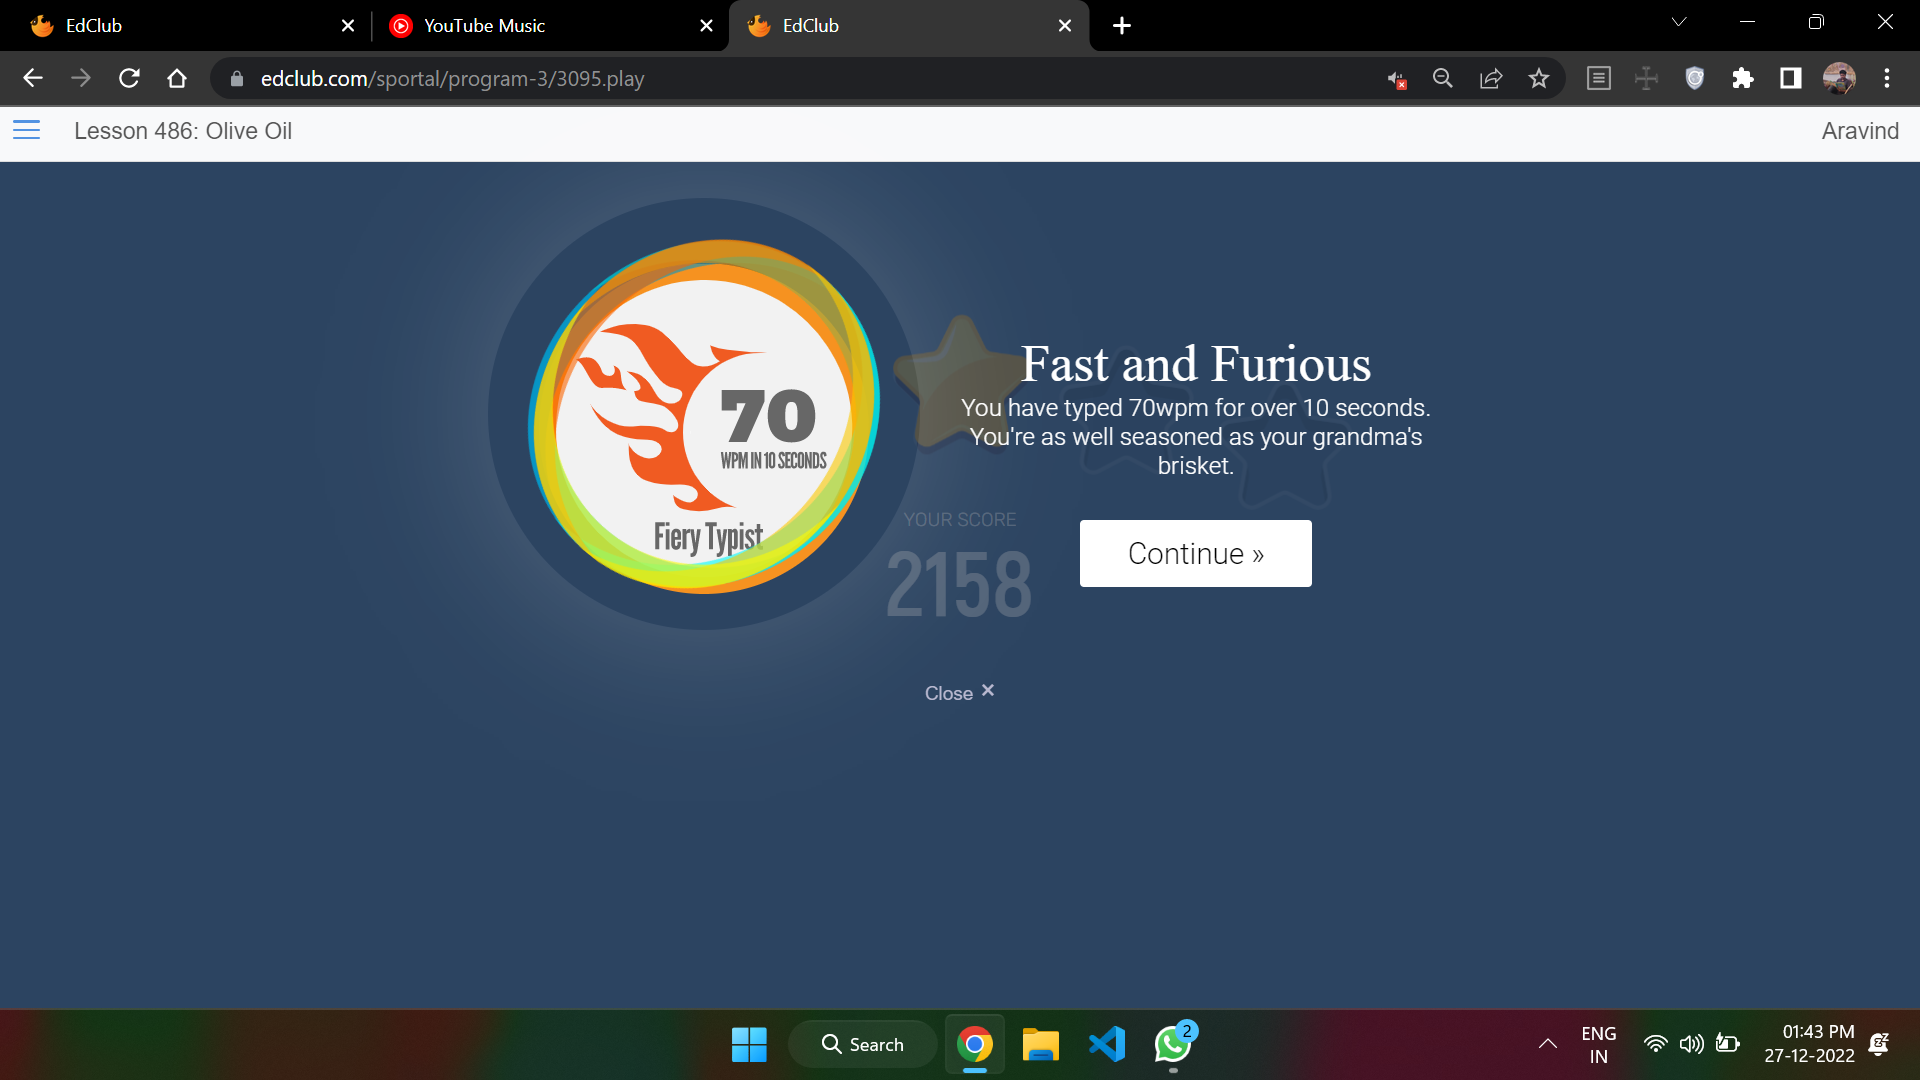 EdClub
YouTube Music
EdClub
edclub.com/sportal/program-3/3095.play
Lesson 486: Olive Oil
Aravind
70
WPM IN 10 SECONDS
Fiery Typist
Fast and Furious
You have typed 70wpm for over 10 seconds.
You're as well seasoned as your grandma's
brisket.
YOUR SCORE
2158
Continue »
Close ×
Search
2
ENG
IN
01:43 PM
27-12-2022